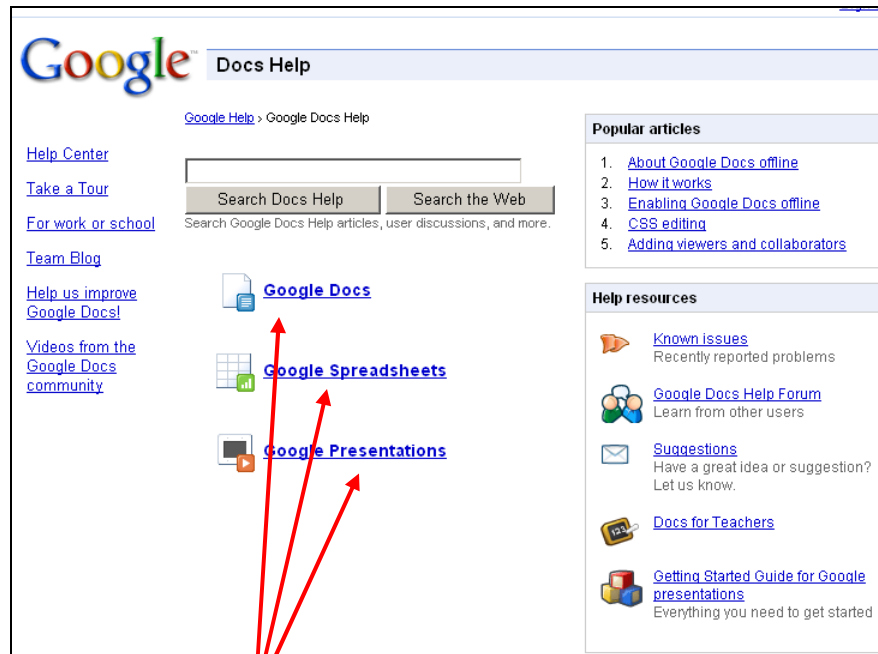 Google™ Docs Help
Google Help › Google Docs Help
Help Center
Take a Tour
For work or school
Team Blog
Help us improve
Google Docs!
Videos from the
Google Docs
community
Search Docs Help
Search the Web
Search Google Docs Help articles, user discussions, and more.
Google Docs
Google Spreadsheets
Google Presentations
Popular articles
1. About Google Docs offline
2. How it works
3. Enabling Google Docs offline
4. CSS editing
5. Adding viewers and collaborators
Help resources
Known issues
Recently reported problems
Google Docs Help Forum
Learn from other users
Suggestions
Have a great idea or suggestion?
Let us know.
Docs for Teachers
Getting Started Guide for Google
presentations
Everything you need to get started